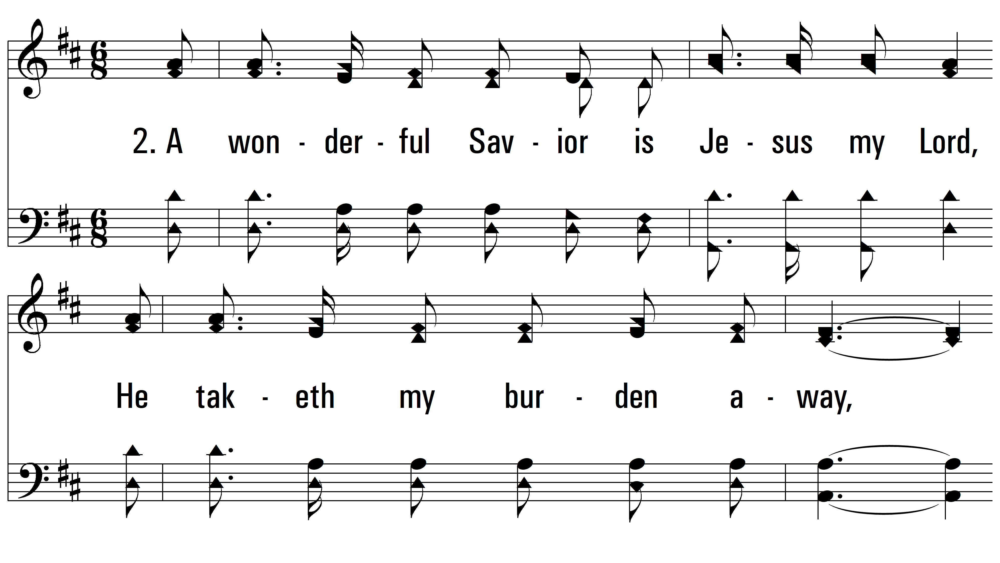 2. A won - der - ful Sav - ior is Je - sus my Lord,
He tak - eth my bur - den a - way,